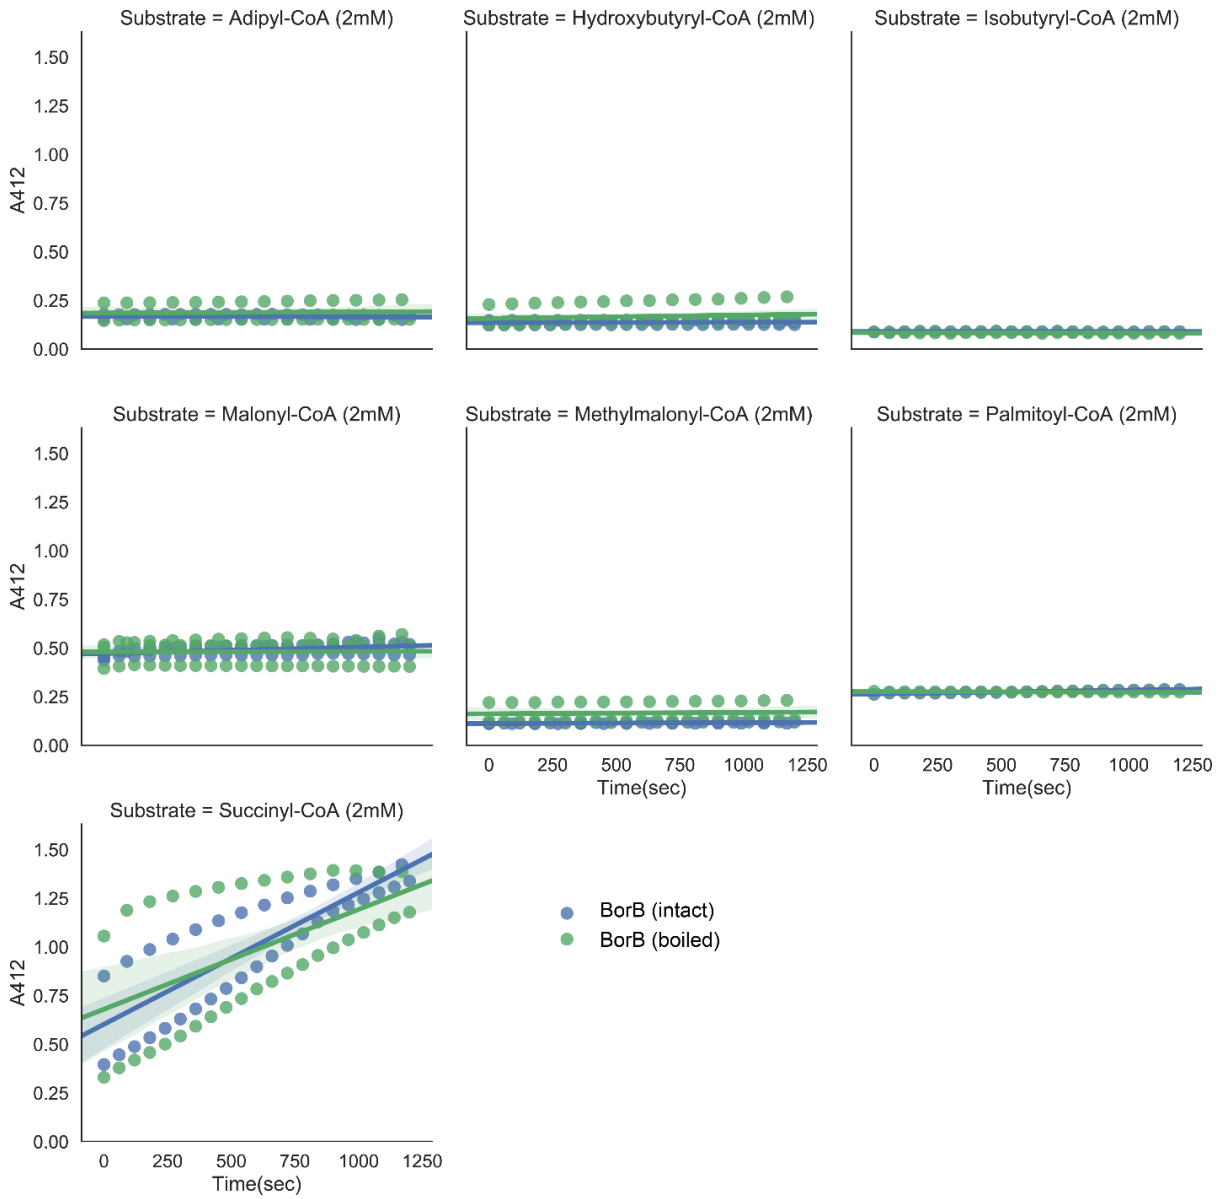 Substrate = Adipyl-CoA (2mM)
Substrate = Hydroxybutyryl-CoA (2mM)
Substrate = Isobutyryl-CoA (2mM)
1.50
1.25
1.00
0.75
0.50
0.25
0.00
A412
Substrate = Malonyl-CoA (2mM)
Substrate = Methylmalonyl-CoA (2mM)
Substrate = Palmitoyl-CoA (2mM)
1.50
1.25
1.00
0.75
0.50
0.25
0.00
A412
0 250 500 750 1000 1250
Time(sec)
0 250 500 750 1000 1250
Time(sec)
Substrate = Succinyl-CoA (2mM)
1.50
1.25
1.00
0.75
0.50
0.25
0.00
A412
0 250 500 750 1000 1250
Time(sec)
BorB (intact)
BorB (boiled)